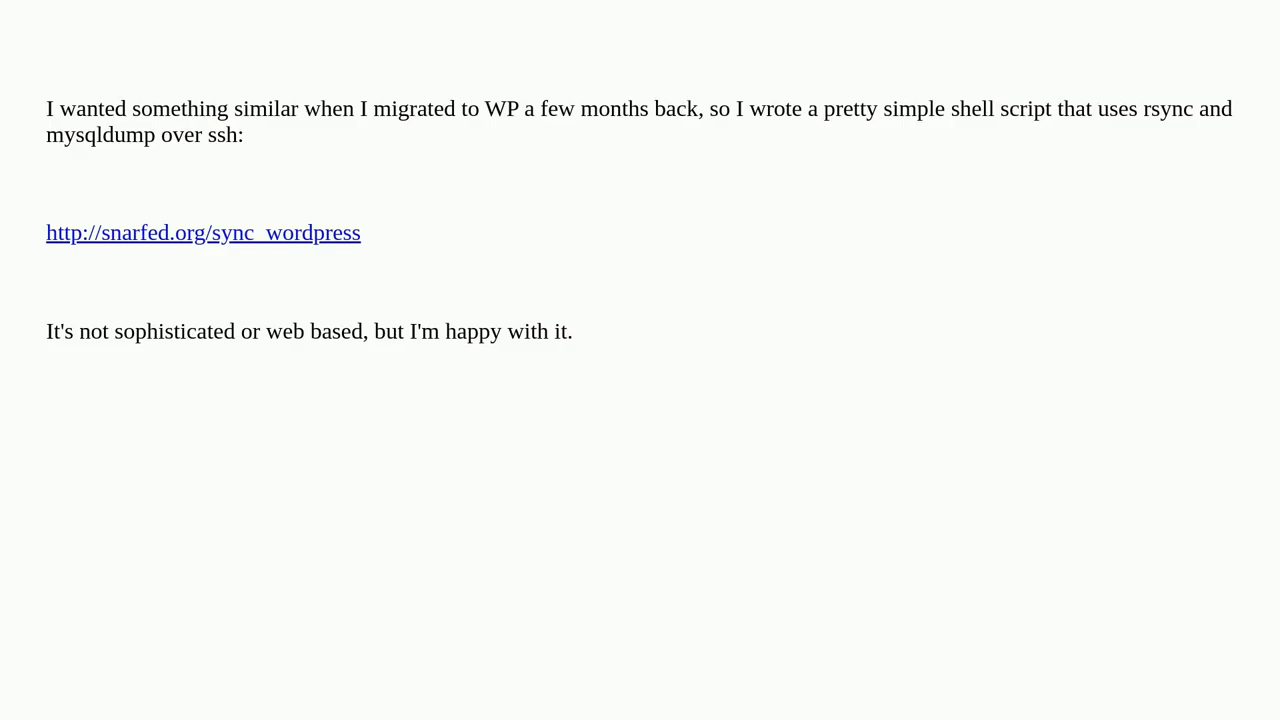 I wanted something similar when I migrated to WP a few months back, so I wrote a pretty simple shell script that uses rsync and
mysqldump over ssh:
http://snarfed.org/sync_wordpress
It's not sophisticated or web based, but I'm happy with it.